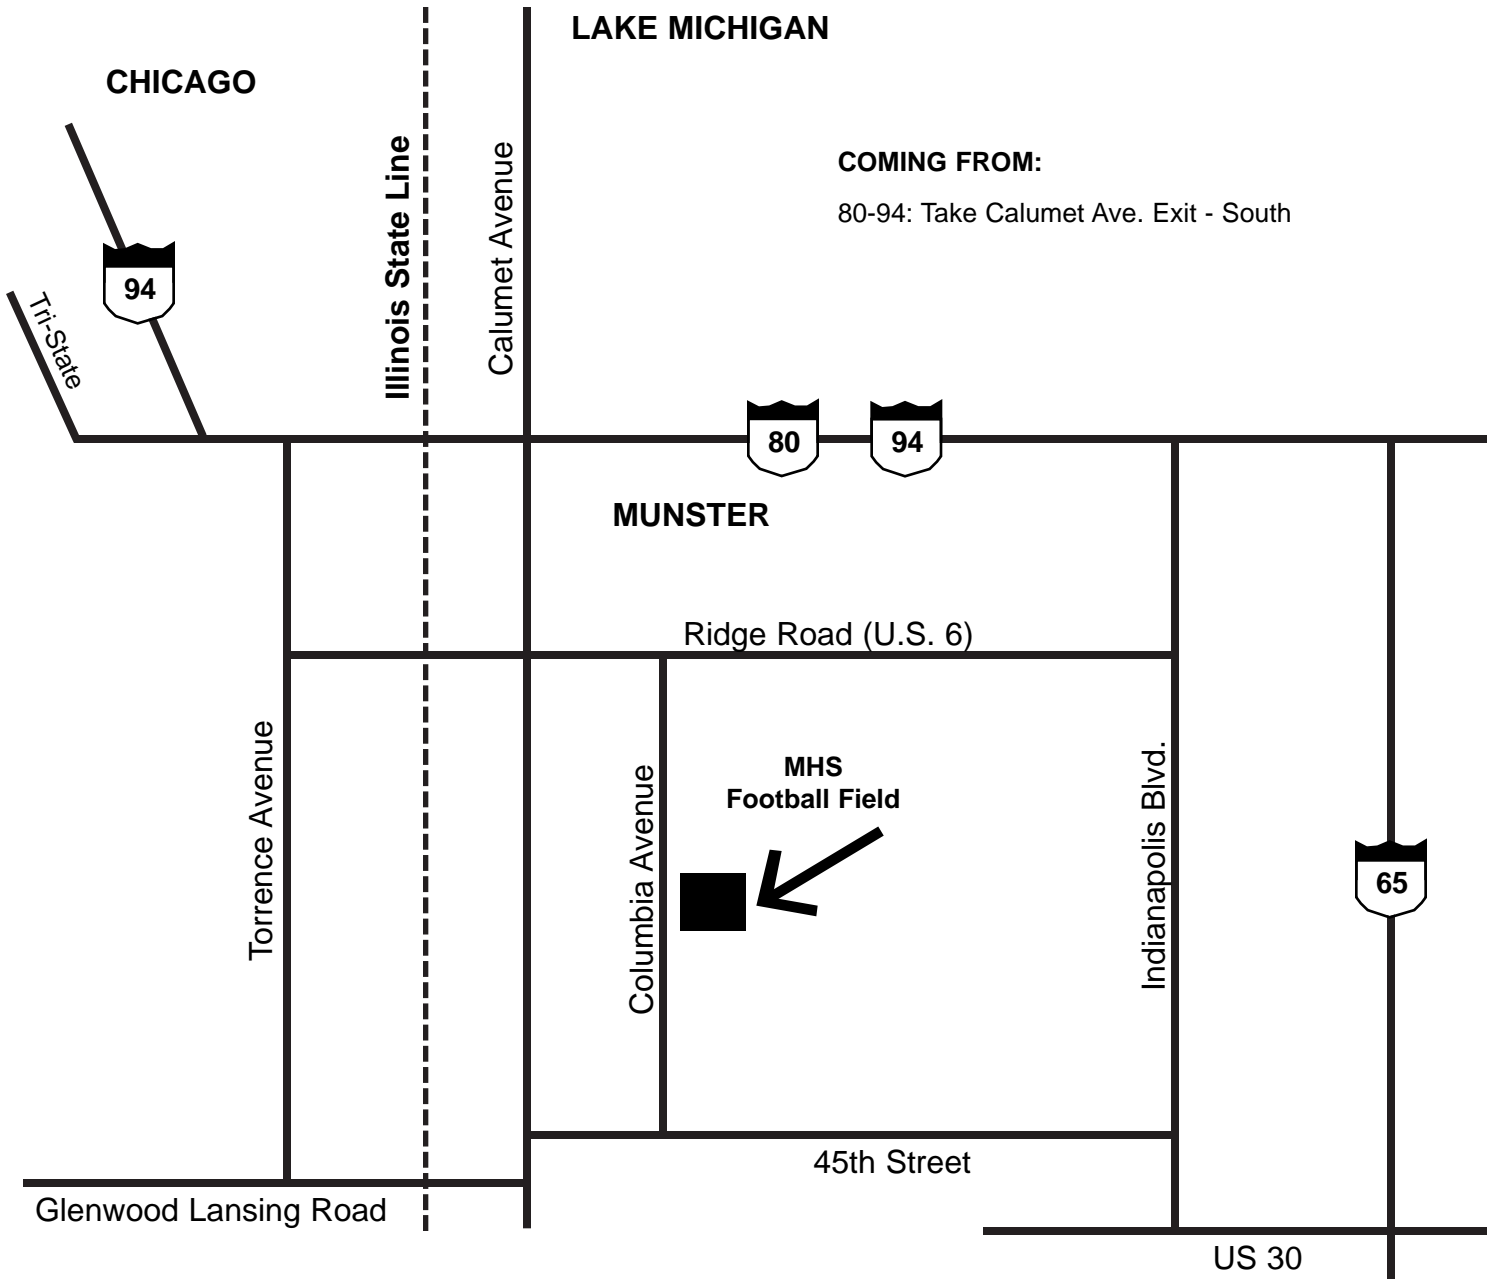 LAKE MICHIGAN
CHICAGO
Illinois State Line
Calumet Avenue
COMING FROM:
80-94: Take Calumet Ave. Exit - South
94
Tri-State
80
94
MUNSTER
Ridge Road (U.S. 6)
Torrence Avenue
Columbia Avenue
MHS
Football Field
Indianapolis Blvd.
65
45th Street
Glenwood Lansing Road
US 30